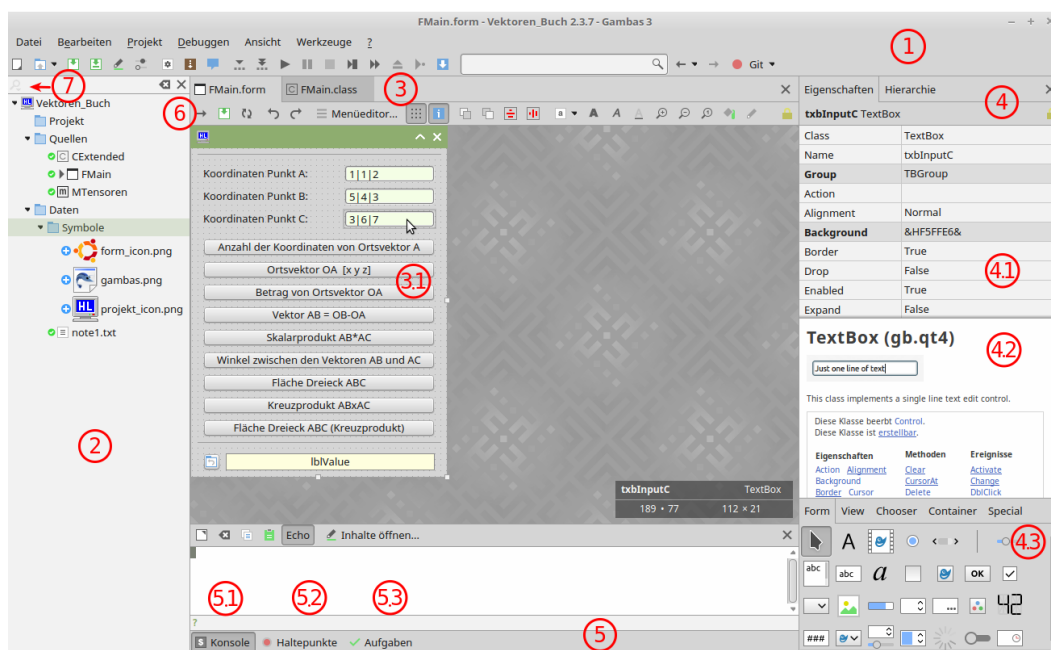 FMain.form - Vektoren_Buch 2.3.7 - Gambas 3
Datei Bearbeiten Projekt Debuggen Ansicht Werkzeuge ?
1
Git
7
FMain.form
FMain.class
3
Eigenschaften Hierarchie
4
6
Menüeditor...
txbInputC TextBox
Vektoren_Buch
Projekt
Quellen
CExtended
FMain
MTensoren
Daten
Symbole
form_icon.png
gambas.png
projekt_icon.png
note1.txt
2
Koordinaten Punkt A: 1|1|2
Koordinaten Punkt B: 5|4|3
Koordinaten Punkt C: 3|6|7
Anzahl der Koordinaten von Ortsvektor A
Ortsvektor OA [x y z]
3.1
Betrag von Ortsvektor OA
Vektor AB = OB-OA
Skalarprodukt AB*AC
Winkel zwischen den Vektoren AB und AC
Fläche Dreieck ABC
Kreuzprodukt ABxAC
Fläche Dreieck ABC (Kreuzprodukt)
lblValue
txbInputC TextBox
189 • 77 112 × 21
Class TextBox
Name txbInputC
Group TBGroup
Action
Alignment Normal
Background &HF5FFE6&
Border True
Drop False
4.1
Enabled True
Expand False
TextBox (gb.qt4)
4.2
Just one line of text
This class implements a single line text edit control.
Diese Klasse beerbt Control.
Diese Klasse ist erstellbar.
Eigenschaften Methoden Ereignisse
Action Alignment Clear Activate
Background CursorAt Change
Border Cursor Delete DblClick
Form View Chooser Container Special
A
4.3
abc abc a OK
... 42
###
Echo
Inhalte öffnen...
5.1 5.2 5.3
?
5
Konsole Haltepunkte Aufgaben